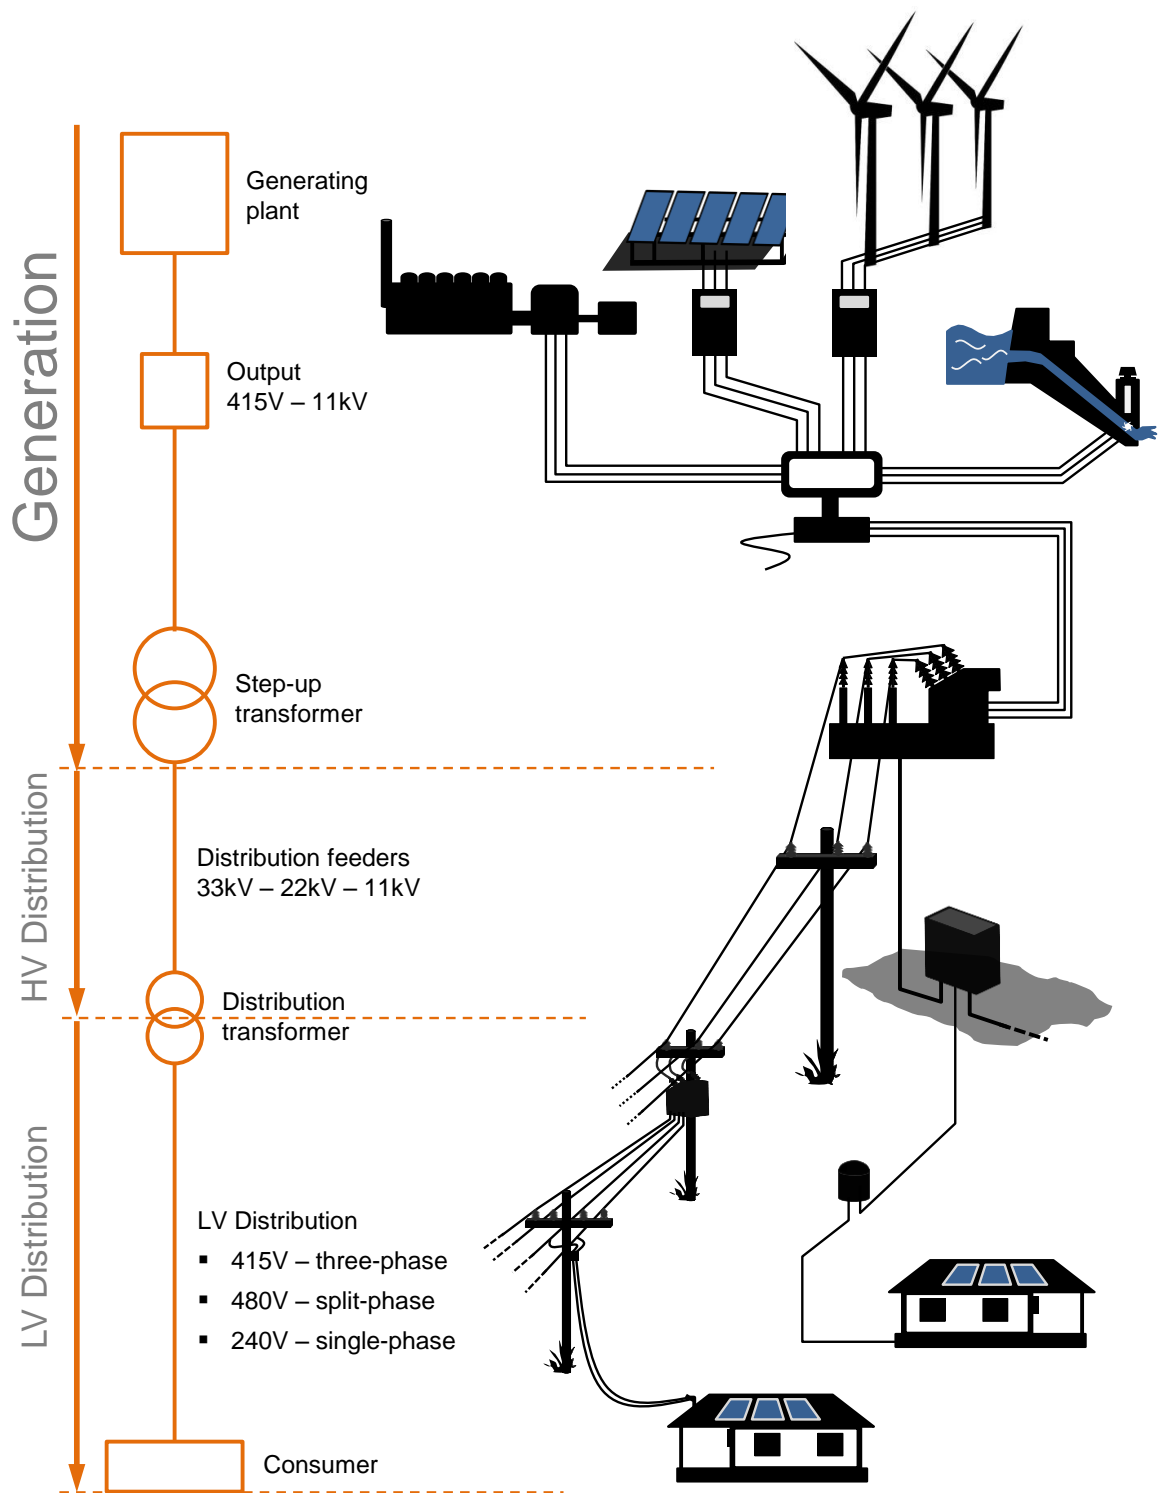 Generation
Generating
plant
Output
415V – 11kV
Step-up
transformer
HV Distribution
Distribution feeders
33kV – 22kV – 11kV
Distribution
transformer
LV Distribution
LV Distribution
▪ 415V – three-phase
▪ 480V – split-phase
▪ 240V – single-phase
Consumer